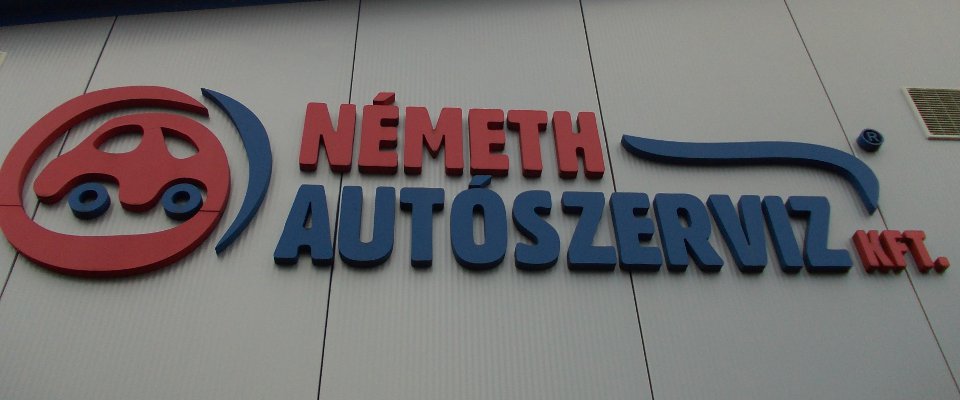 NÉMETH ®
AUTÓSZERVIZ KFT.